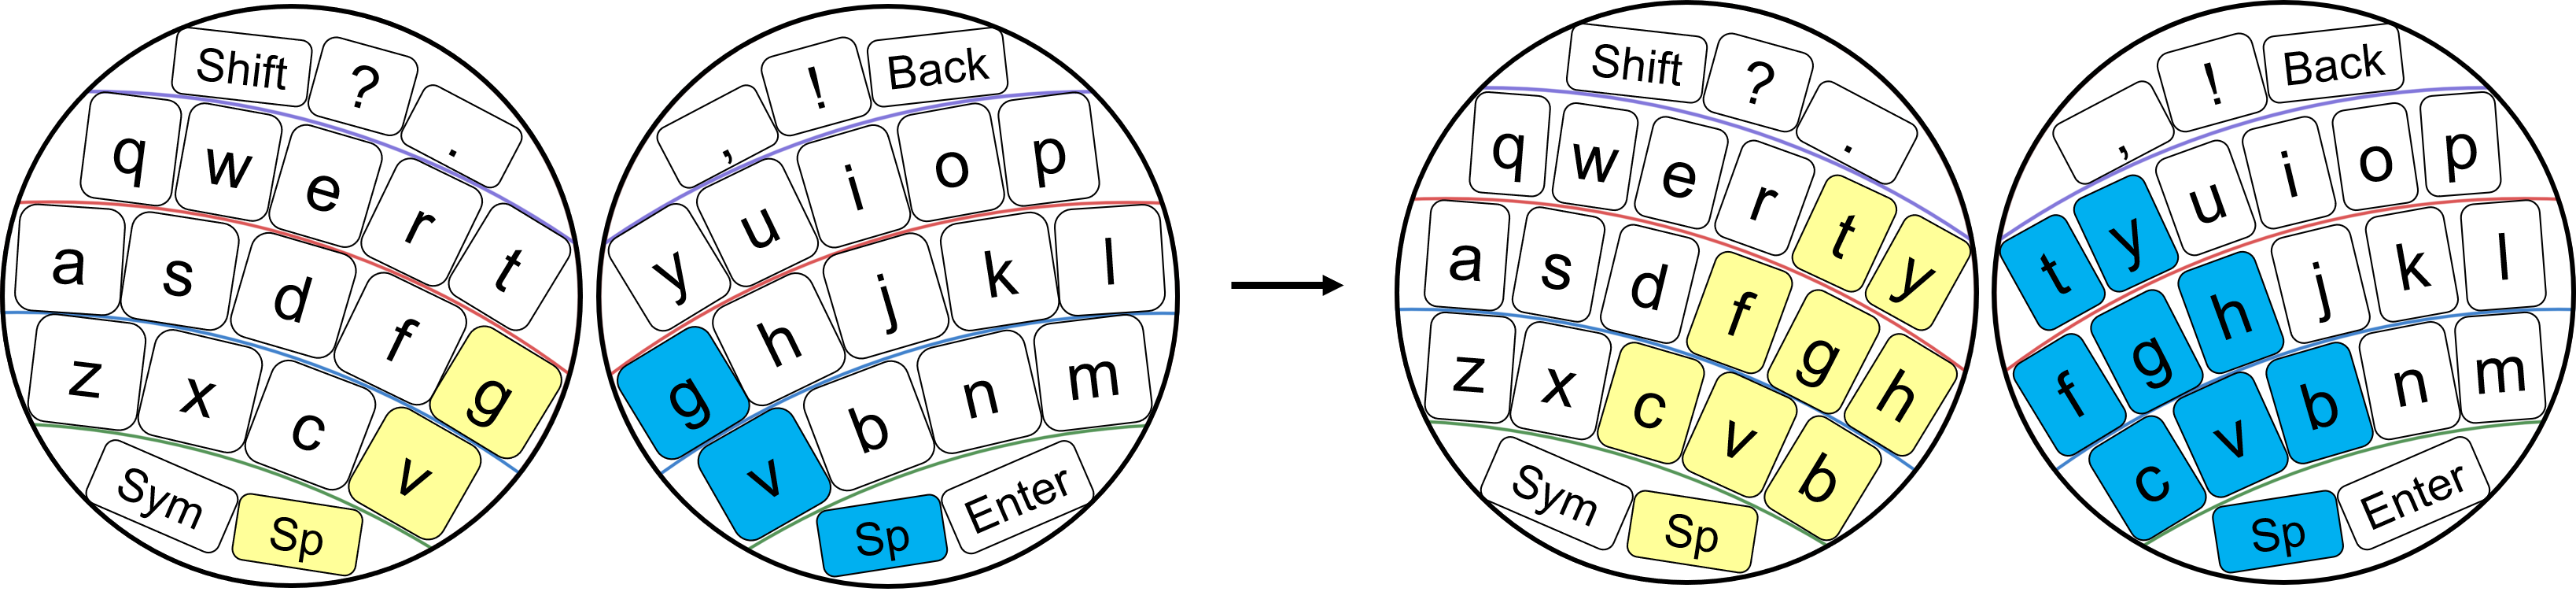 Shift ? .
q w e r t
a s d f g
z x c v
Sym Sp
, ! Back
y u i o p
g h j k l
v b n m
Sp Enter
Shift ? .
q w e r t y
a s d f g h
z x c v b
Sym Sp
, ! Back
t y u i o p
f g h j k l
c v b n m
Sp Enter